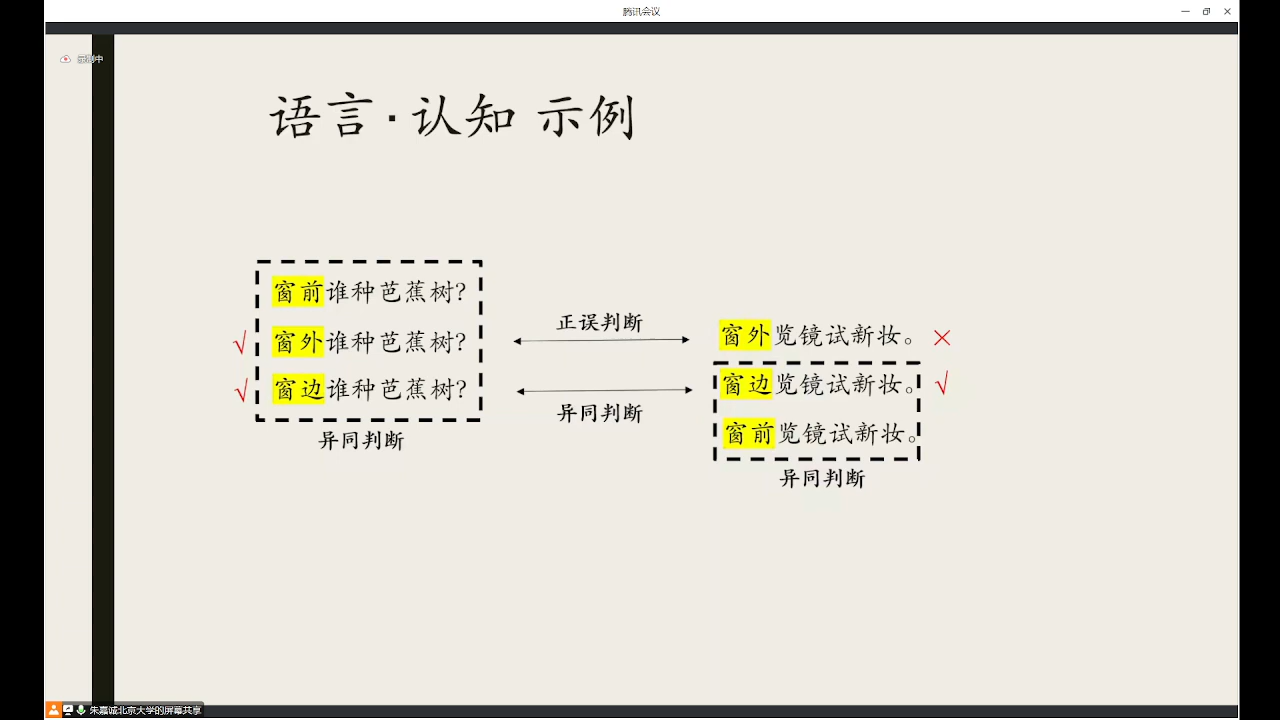 腾讯会议
录制中
语言·认知 示例
窗前谁种芭蕉树?
√ 窗外谁种芭蕉树?
√ 窗边谁种芭蕉树?
异同判断
正误判断
异同判断
窗外览镜试新妆。 ×
窗边览镜试新妆。 √
窗前览镜试新妆。
异同判断
朱嘉诚北京大学的屏幕共享